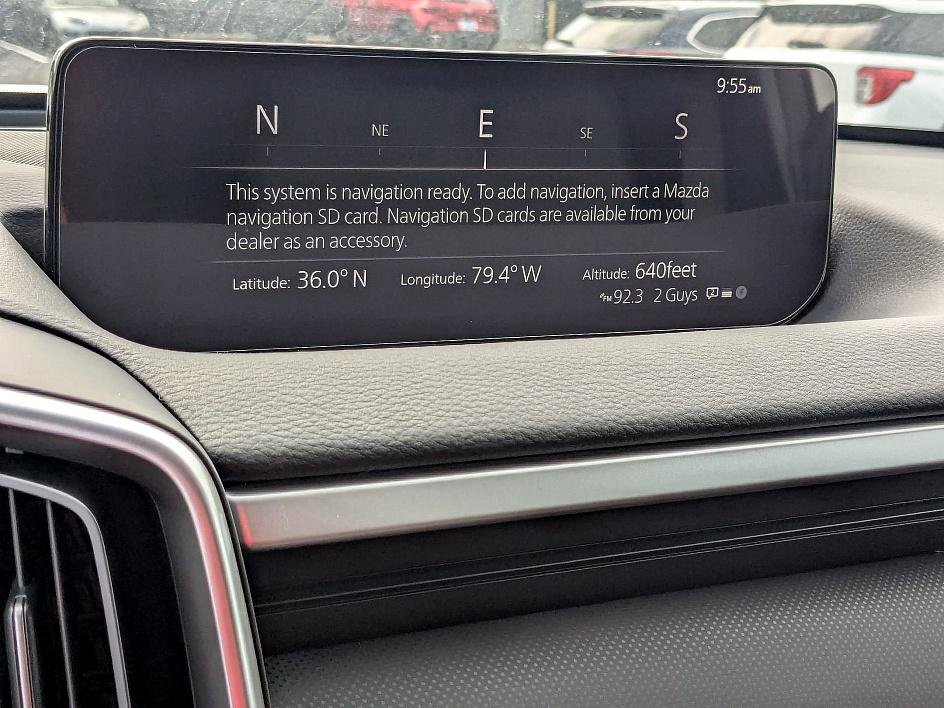 9:55am
N NE E SE S
This system is navigation ready. To add navigation, insert a Mazda
navigation SD card. Navigation SD cards are available from your
dealer as an accessory.
Latitude: 36.0° N Longitude: 79.4° W Altitude: 640feet
FM 92.3 2 Guys